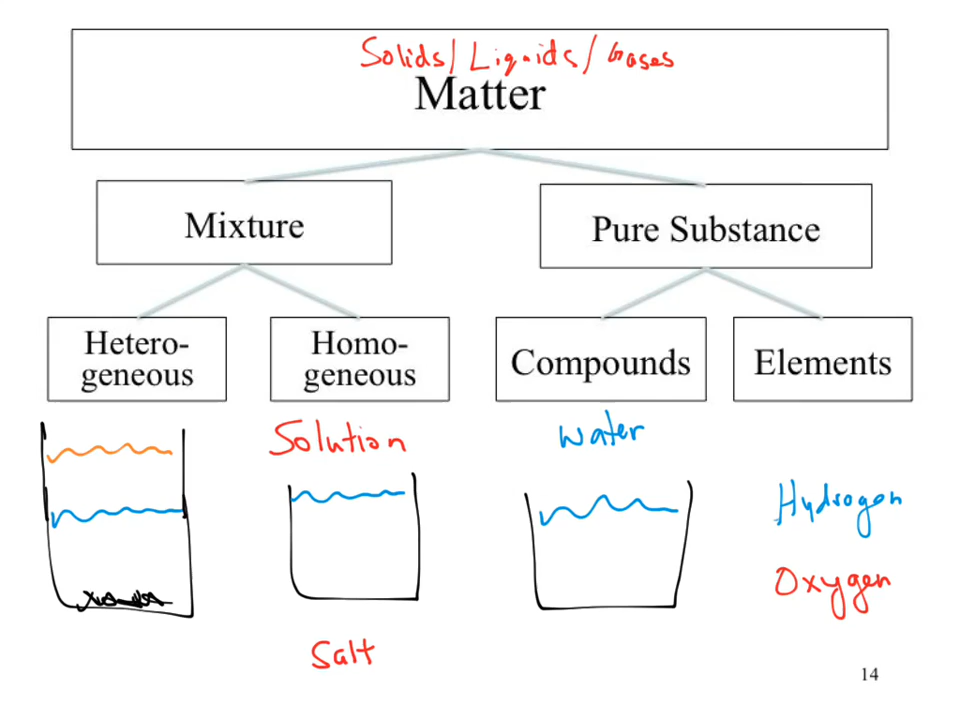 Solids/Liquids/Gases
Matter
Mixture
Pure Substance
Hetero-
geneous
Homo-
geneous
Compounds
Elements
Solution
Water
Hydrogen
Oxygen
Salt
14